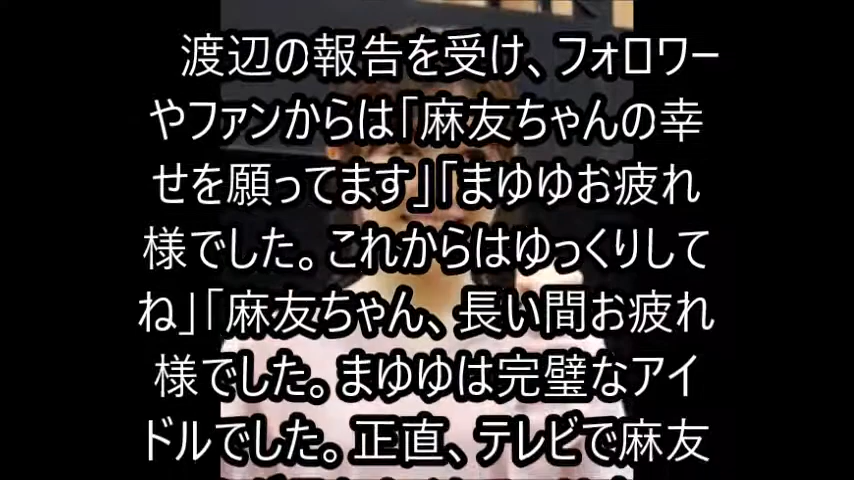 渡辺の報告を受け、フォロワー
やファンからは「麻友ちゃんの幸
せを願ってます」「まゆゆお疲れ
様でした。これからはゆっくりして
ね」「麻友ちゃん、長い間お疲れ
様でした。まゆゆは完璧なアイ
ドルでした。正直、テレビで麻友